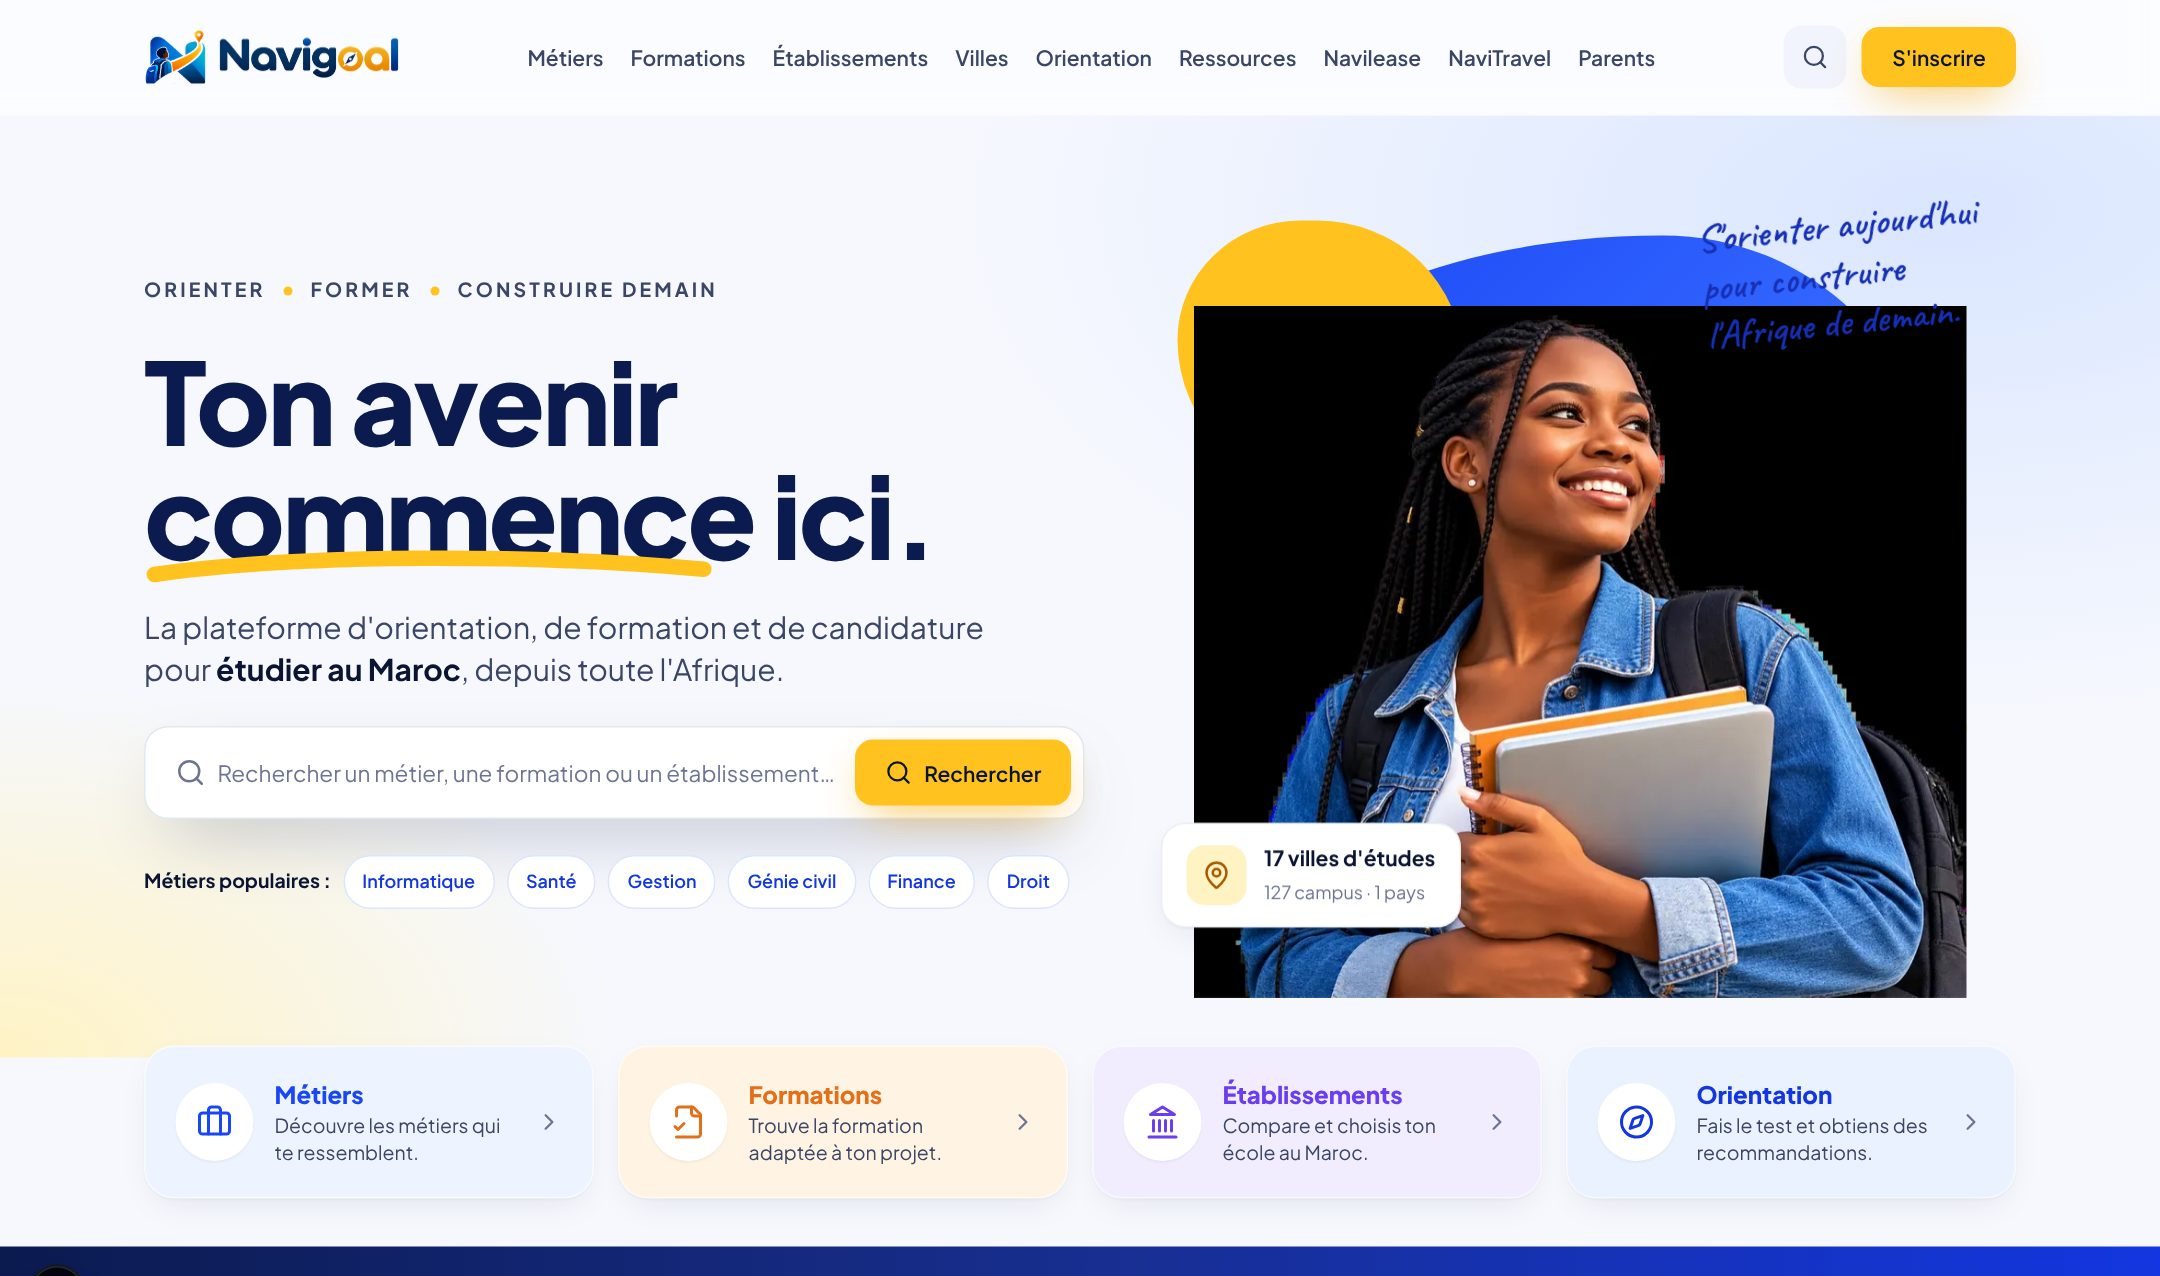 Navigoal
Métiers Formations Établissements Villes Orientation Ressources Navilease NaviTravel Parents
S'inscrire
ORIENTER • FORMER • CONSTRUIRE DEMAIN
Ton avenir
commence ici.
La plateforme d'orientation, de formation et de candidature
pour étudier au Maroc, depuis toute l'Afrique.
Rechercher un métier, une formation ou un établissement...
Rechercher
Métiers populaires :
Informatique
Santé
Gestion
Génie civil
Finance
Droit
S'orienter aujourd'hui
pour construire
l'Afrique de demain.
17 villes d'études
127 campus · 1 pays
Métiers
Découvre les métiers qui
te ressemblent.
Formations
Trouve la formation
adaptée à ton projet.
Établissements
Compare et choisis ton
école au Maroc.
Orientation
Fais le test et obtiens des
recommandations.